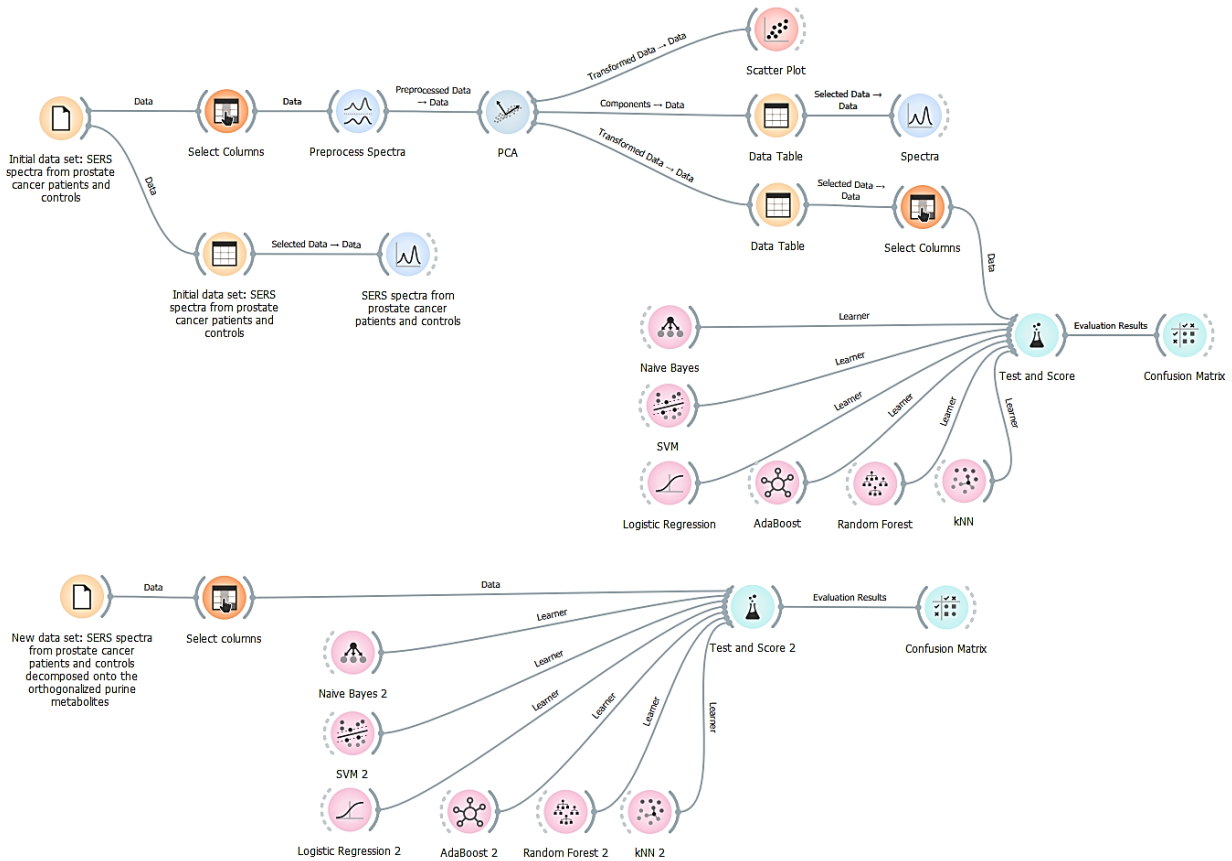 Transformed Data → Data
Scatter Plot
Data
Data
Preprocessed Data
→ Data
Components → Data
Selected Data →
Data
Select Columns
Preprocess Spectra
PCA
Data Table
Spectra
Initial data set: SERS
spectra from prostate
cancer patients and
controls
Data
Transformed Data → Data
Selected Data →
Data
Data Table
Select Columns
Selected Data → Data
Data
Initial data set: SERS
spectra from prostate
cancer patients and
controls
SERS spectra from
prostate cancer
patients and controls
Learner
Evaluation Results
Naive Bayes
Test and Score
Confusion Matrix
Learner
SVM
Learner
Learner
Learner
Learner
Logistic Regression
AdaBoost
Random Forest
kNN
Data
Data
Evaluation Results
New data set: SERS spectra
from prostate cancer
patients and controls
decomposed onto the
orthogonalized purine
metabolites
Select columns
Learner
Test and Score 2
Confusion Matrix
Naive Bayes 2
Learner
SVM 2
Learner
Learner
Learner
Learner
Logistic Regression 2
AdaBoost 2
Random Forest 2
kNN 2